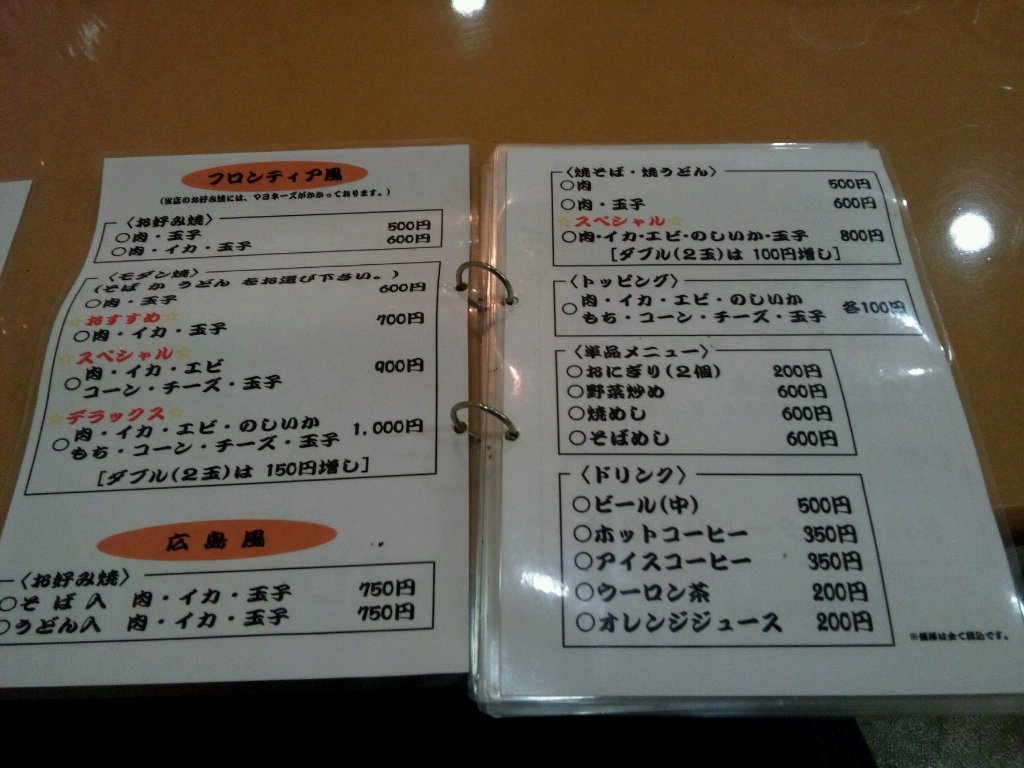 フロンティア風
(当店のお好み焼には、マヨネーズがかかっております。)
〈お好み焼〉
○肉・玉子 500円
○肉・イカ・玉子 600円
〈モダン焼〉
(そば か うどん をお選び下さい。)
○肉・玉子 600円
☆おすすめ☆
○肉・イカ・玉子 700円
☆スペシャル☆
○肉・イカ・エビ 900円
コーン・チーズ・玉子
☆デラックス☆
○肉・イカ・エビ・のしいか 1,000円
もち・コーン・チーズ・玉子
[ダブル(2玉)は 150円増し]
広島風
〈お好み焼〉
○そば入 肉・イカ・玉子 750円
○うどん入 肉・イカ・玉子 750円
〈焼そば・焼うどん〉
○肉 500円
○肉・玉子 600円
☆スペシャル☆
○肉・イカ・エビ・のしいか・玉子 800円
[ダブル(2玉)は 100円増し]
〈トッピング〉
○肉・イカ・エビ・のしいか
もち・コーン・チーズ・玉子 各100円
〈単品メニュー〉
○おにぎり(2個) 200円
○野菜炒め 600円
○焼めし 600円
○そばめし 600円
〈ドリンク〉
○ビール(中) 500円
○ホットコーヒー 350円
○アイスコーヒー 350円
○ウーロン茶 200円
○オレンジジュース 200円
※価格は全て税込です。